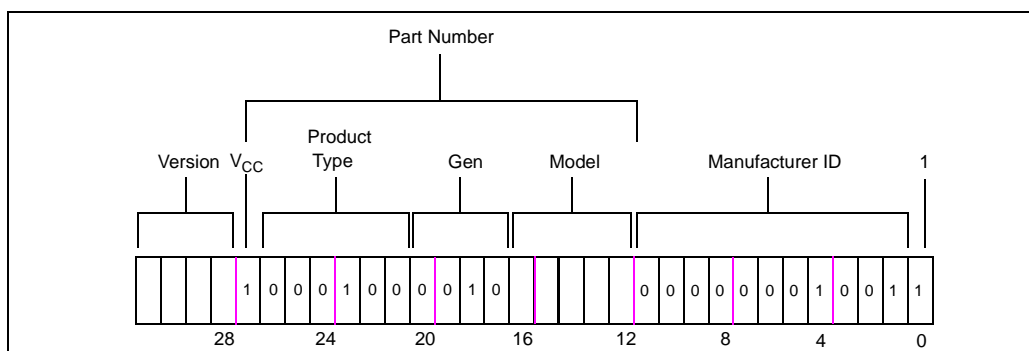 Part Number
Product
Version VCC Type Gen Model Manufacturer ID 1
1 0 0 0 1 0 0 0 0 1 0 0 0 0 0 0 0 0 1 0 0 1 1
28 24 20 16 12 8 4 0